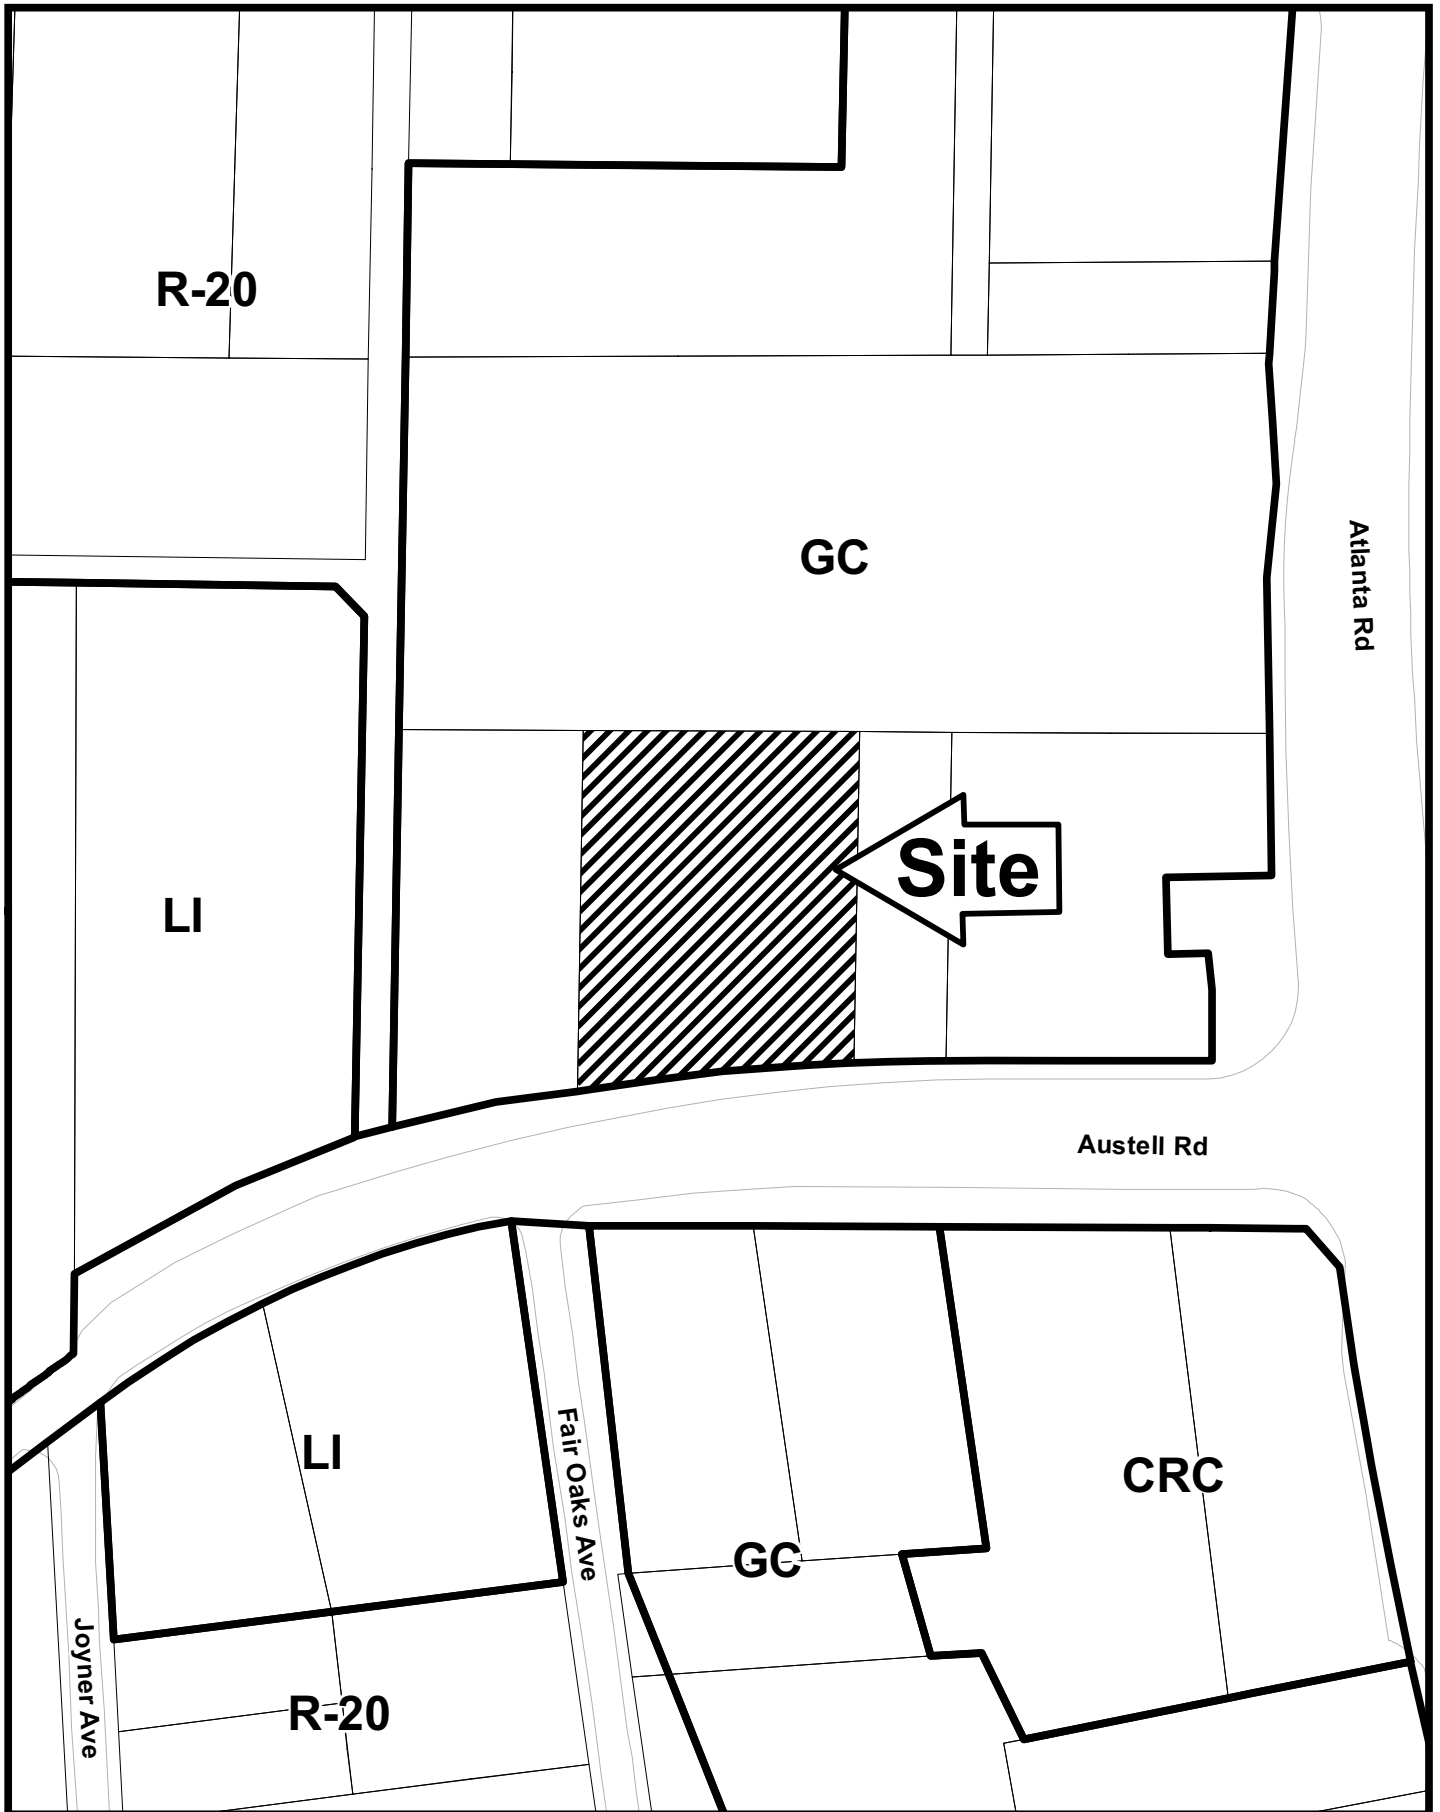 R-20
GC
Atlanta Rd
Site
LI
Austell Rd
LI
Fair Oaks Ave
CRC
GC
Joyner Ave
R-20